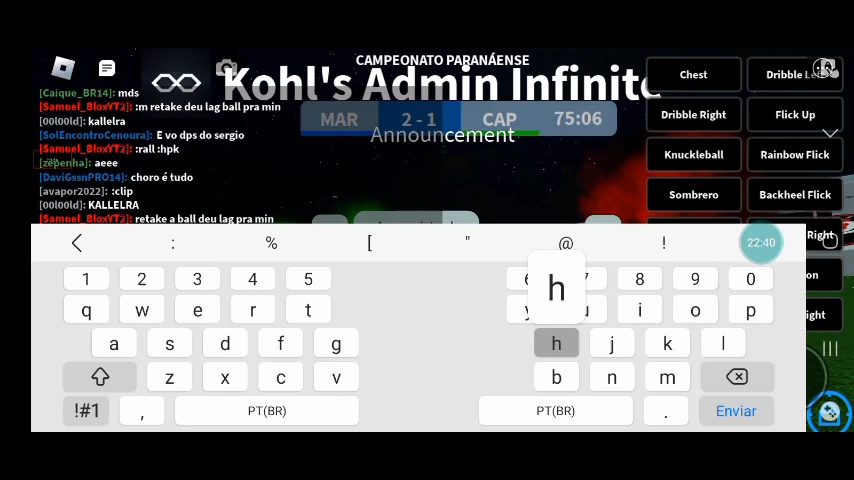 CAMPEONATO PARANÁENSE
Kohl's Admin Infinite
MAR 2 - 1 CAP 75:06
Announcement
[Caique_BR14]: mds
[Samuel_BloxYT2]: :m retake deu lag ball pra min
[00l00ld]: kallelra
[SolEncontroCenoura]: E vo dps do sergio
[Samuel_BloxYT2]: :rall :hpk
[zepenha]: aeee
[DaviGssnPRO14]: choro é tudo
[avapor2022]: :clip
[00l00ld]: KALLELRA
[Samuel_BloxYT2]: retake a ball deu lag pra min
Chest
Dribble Left
Dribble Right
Flick Up
Knuckleball
Rainbow Flick
Sombrero
Backheel Flick
Right
on
ight
: % [ " @ ! 22:40
1 2 3 4 5 6 7 8 9 0
q w e r t y u i o p
h
a s d f g h j k l
z x c v b n m
!#1 , PT(BR) PT(BR) . Enviar